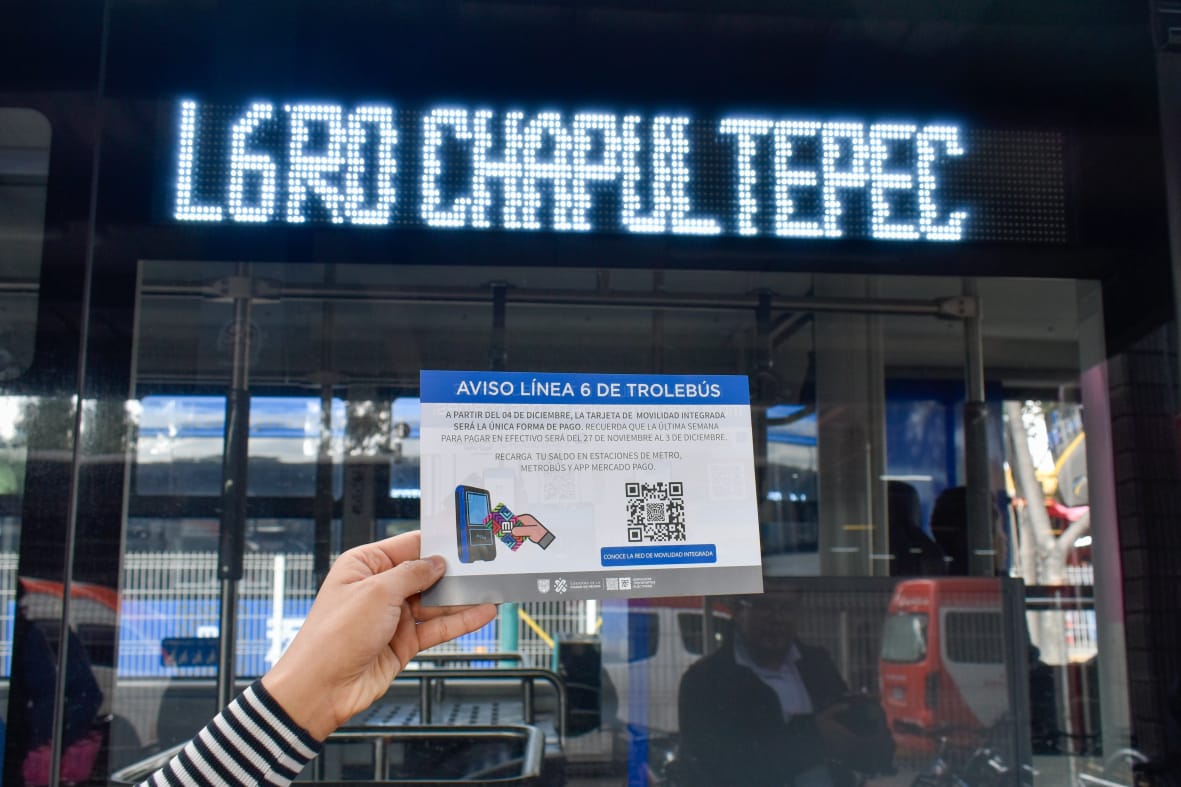 L6RO CHAPULTEPEC
AVISO LÍNEA 6 DE TROLEBÚS
A PARTIR DEL 04 DE DICIEMBRE, LA TARJETA DE MOVILIDAD INTEGRADA
SERÁ LA ÚNICA FORMA DE PAGO. RECUERDA QUE LA ÚLTIMA SEMANA
PARA PAGAR EN EFECTIVO SERÁ DEL 27 DE NOVIEMBRE AL 3 DE DICIEMBRE.
RECARGA TU SALDO EN ESTACIONES DE METRO,
METROBÚS Y APP MERCADO PAGO.
CONOCE LA RED DE MOVILIDAD INTEGRADA